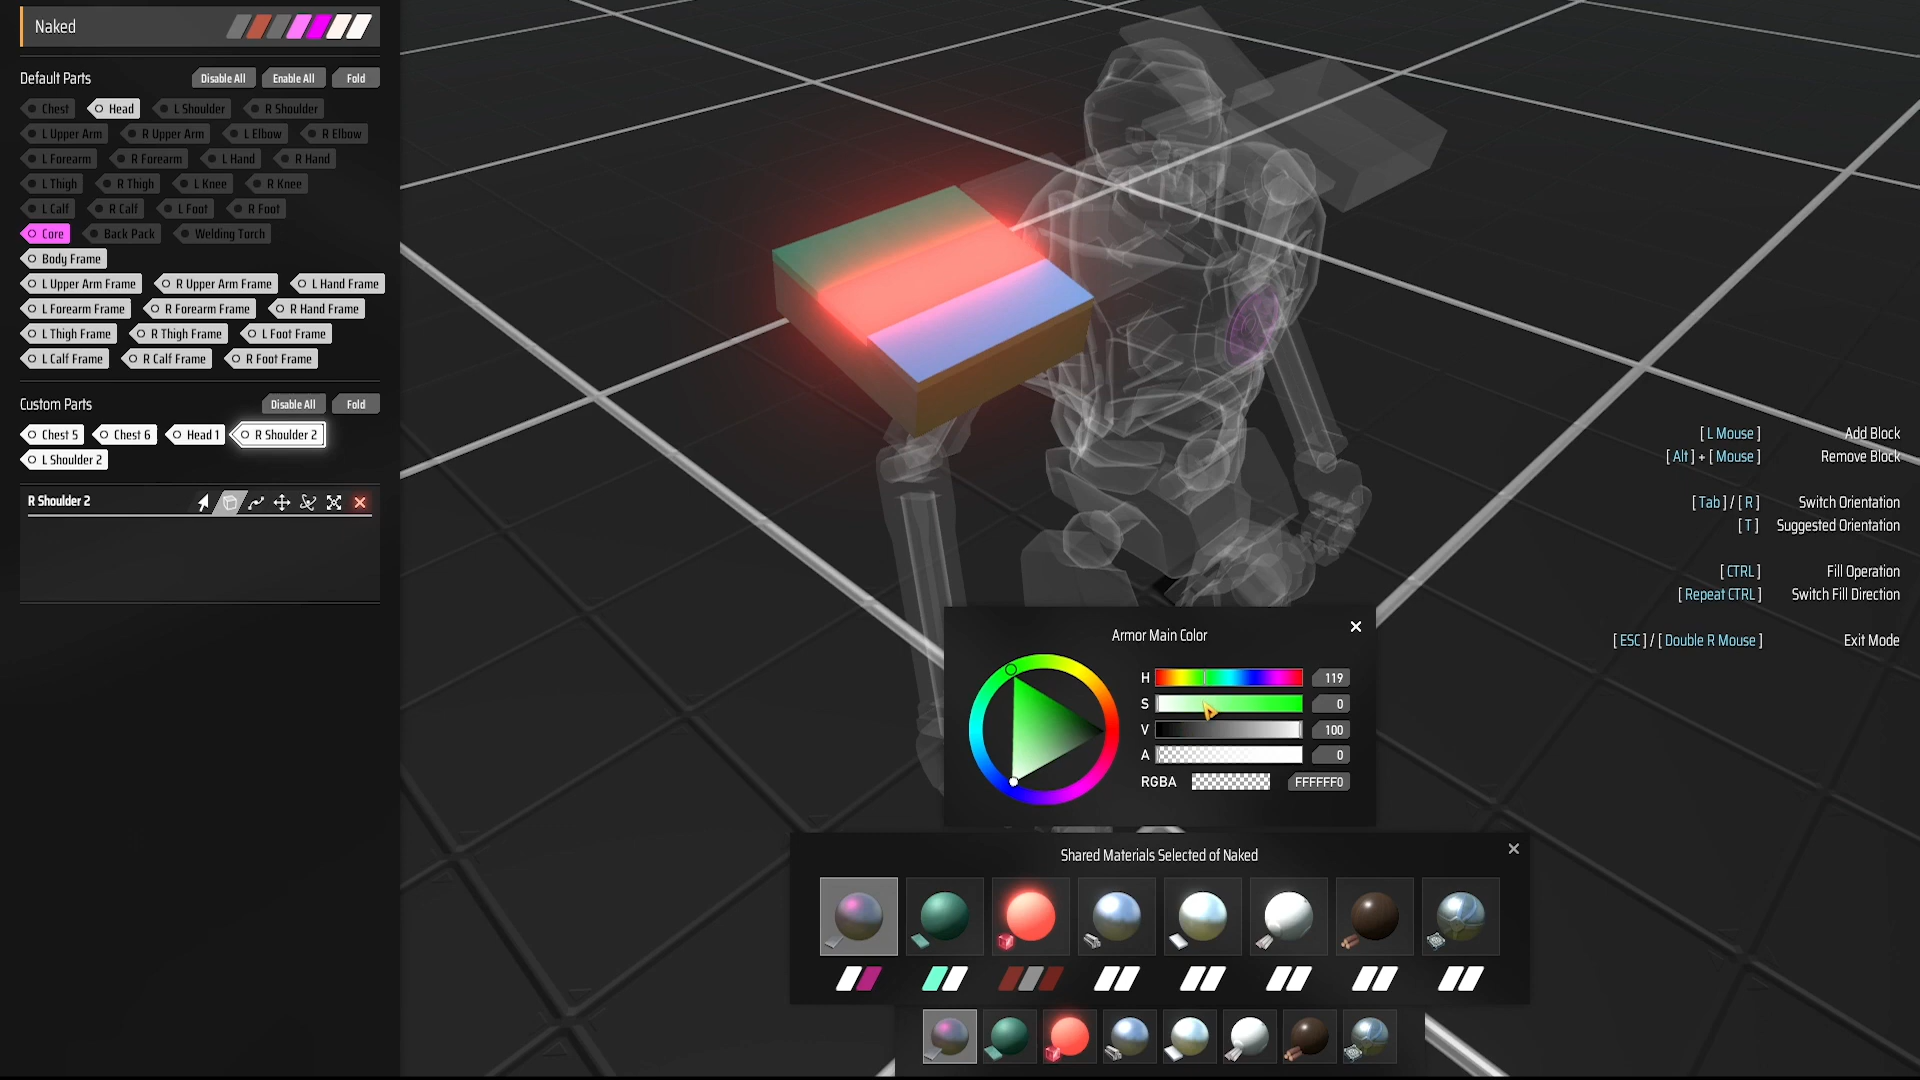 Naked
Default Parts Disable All Enable All Fold
Chest Head L Shoulder R Shoulder
L Upper Arm R Upper Arm L Elbow R Elbow
L Forearm R Forearm L Hand R Hand
L Thigh R Thigh L Knee R Knee
L Calf R Calf L Foot R Foot
Core Back Pack Welding Torch
Body Frame
L Upper Arm Frame R Upper Arm Frame L Hand Frame
L Forearm Frame R Forearm Frame R Hand Frame
L Thigh Frame R Thigh Frame L Foot Frame
L Calf Frame R Calf Frame R Foot Frame
Custom Parts Disable All Fold
Chest 5 Chest 6 Head 1 R Shoulder 2
L Shoulder 2
R Shoulder 2
[ L Mouse ] Add Block
[ Alt ] + [ Mouse ] Remove Block
[ Tab ] / [ R ] Switch Orientation
[ T ] Suggested Orientation
[ CTRL ] Fill Operation
[ Repeat CTRL ] Switch Fill Direction
[ ESC ] / [ Double R Mouse ] Exit Mode
Armor Main Color
H 119
S 0
V 100
A 0
RGBA FFFFFF0
Shared Materials Selected of Naked